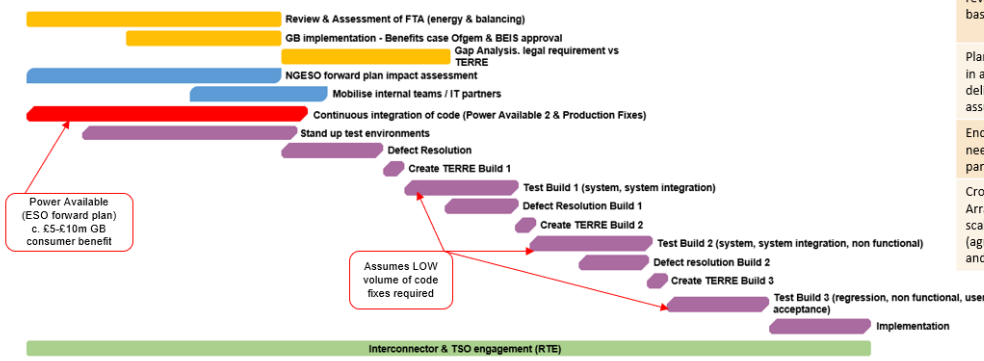 Review & Assessment of FTA (energy & balancing)
GB implementation - Benefits case Ofgem & BEIS approval
Gap Analysis. legal requirement vs
TERRE
NGESO forward plan impact assessment
Mobilise internal teams / IT partners
Continuous integration of code (Power Available 2 & Production Fixes)
Stand up test environments
Defect Resolution
Create TERRE Build 1
Test Build 1 (system, system integration)
Defect Resolution Build 1
Create TERRE Build 2
Test Build 2 (system, system integration, non functional)
Defect resolution Build 2
Create TERRE Build 3
Test Build 3 (regression, non functional, user
acceptance)
Implementation
Interconnector & TSO engagement (RTE)
Power Available
(ESO forward plan)
c. £5-£10m GB
consumer benefit
Assumes LOW
volume of code
fixes required
bas
Plan
in a
deli
assu
End
nee
par
Cro
Arra
sca
(ag
and